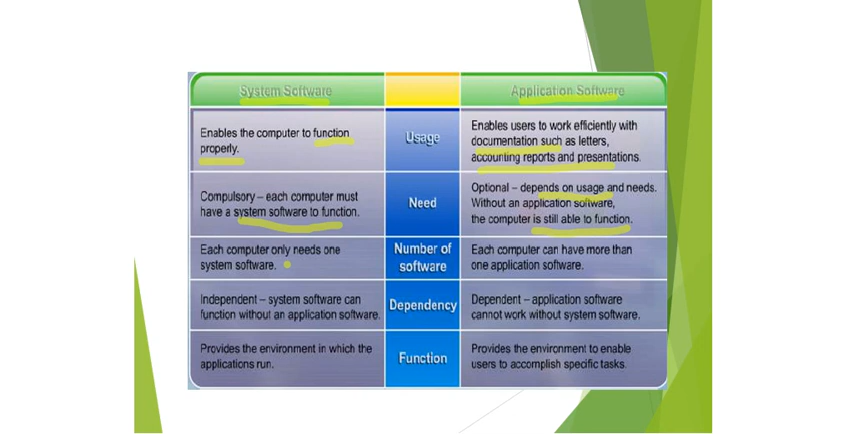 System Software
Application Software
Enables the computer to function
properly.
Usage
Enables users to work efficiently with
documentation such as letters,
accounting reports and presentations.
Compulsory – each computer must
have a system software to function.
Need
Optional – depends on usage and needs.
Without an application software,
the computer is still able to function.
Each computer only needs one
system software.
Number of
software
Each computer can have more than
one application software.
Independent – system software can
function without an application software.
Dependency
Dependent – application software
cannot work without system software.
Provides the environment in which the
applications run.
Function
Provides the environment to enable
users to accomplish specific tasks.